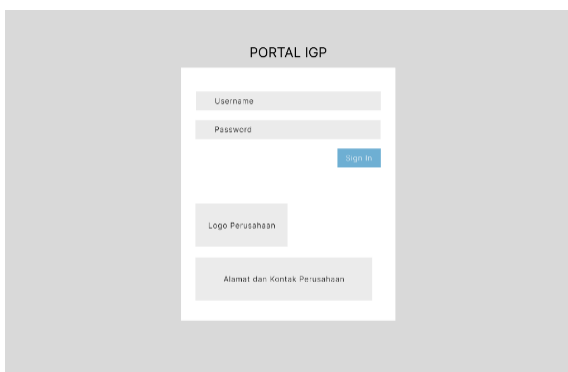 PORTAL IGP
Username
Password
Sign In
Logo Perusahaan
Alamat dan Kontak Perusahaan